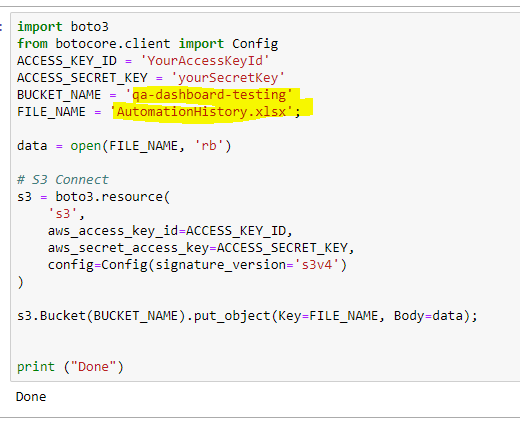 :
import boto3
from botocore.client import Config
ACCESS_KEY_ID = 'YourAccessKeyId'
ACCESS_SECRET_KEY = 'yourSecretKey'
BUCKET_NAME = 'qa-dashboard-testing'
FILE_NAME = 'AutomationHistory.xlsx';
data = open(FILE_NAME, 'rb')
# S3 Connect
s3 = boto3.resource(
's3',
aws_access_key_id=ACCESS_KEY_ID,
aws_secret_access_key=ACCESS_SECRET_KEY,
config=Config(signature_version='s3v4')
)
s3.Bucket(BUCKET_NAME).put_object(Key=FILE_NAME, Body=data);
print ("Done")
Done